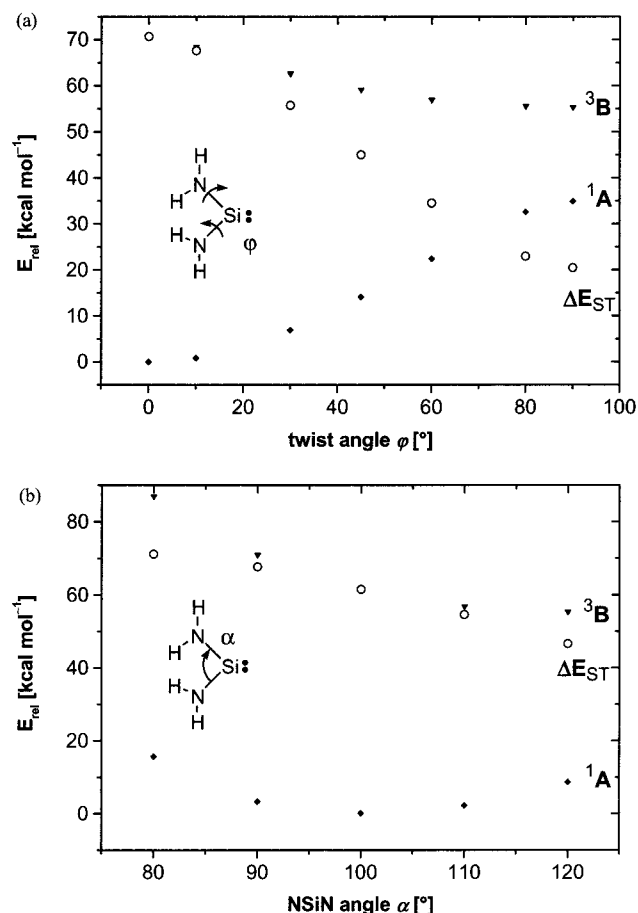 (a)
70
60
50
40
30
20
10
0
E_rel [kcal mol⁻¹]
³B
¹A
ΔE_ST
H
N
H
Si:
H
N
φ
H
0 20 40 60 80 100
twist angle φ [°]
(b)
80
60
40
20
0
E_rel [kcal mol⁻¹]
³B
ΔE_ST
¹A
H
N
α
H
Si:
H
N
H
80 90 100 110 120
NSiN angle α [°]